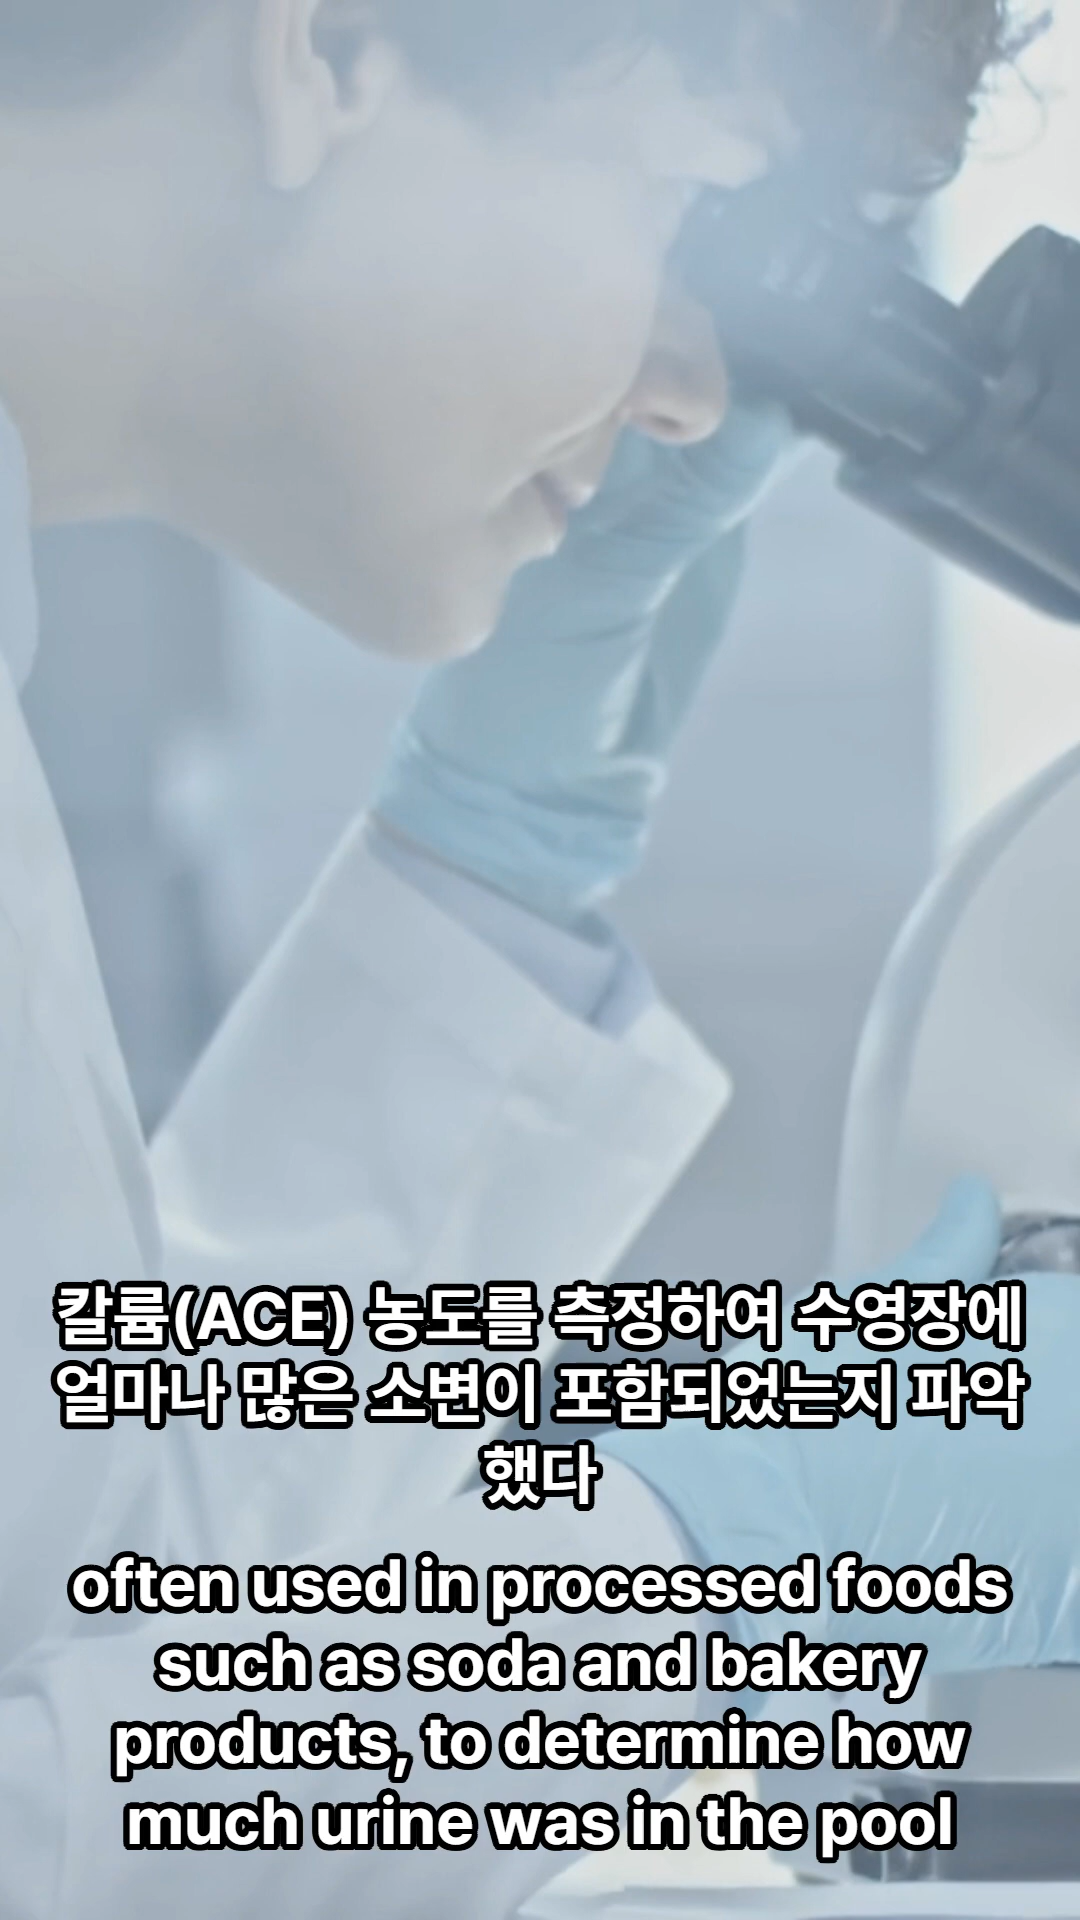 칼륨(ACE) 농도를 측정하여 수영장에
얼마나 많은 소변이 포함되었는지 파악
했다
often used in processed foods
such as soda and bakery
products, to determine how
much urine was in the pool